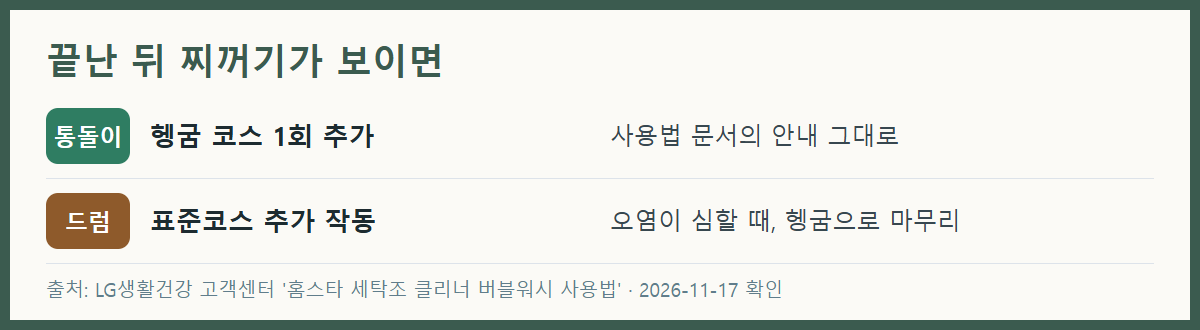 끝난 뒤 찌꺼기가 보이면
통돌이 헹굼 코스 1회 추가 사용법 문서의 안내 그대로
드럼 표준코스 추가 작동 오염이 심할 때, 헹굼으로 마무리
출처: LG생활건강 고객센터 '홈스타 세탁조 클리너 버블워시 사용법' · 2026-11-17 확인